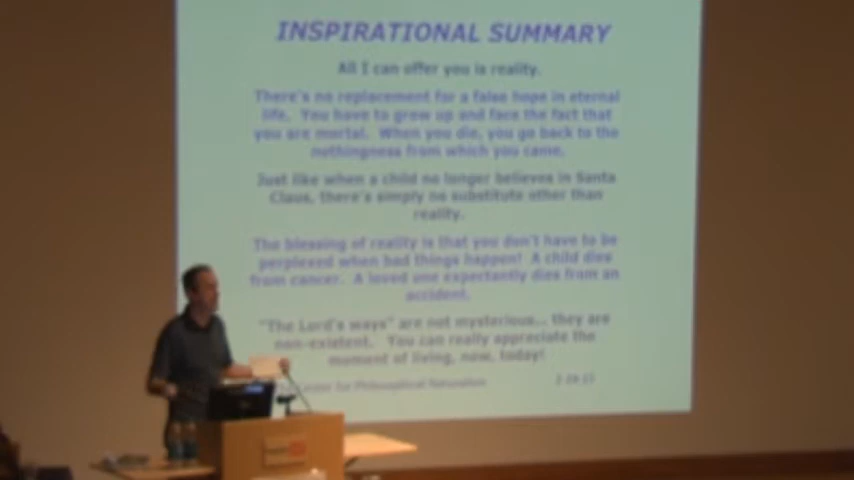 INSPIRATIONAL SUMMARY
All I can offer you is reality.
There's no replacement for a false hope in eternal
life. You have to grow up and face the fact that
you are mortal. When you die, you go back to the
nothingness from which you came.
Just like when a child no longer believes in Santa
Claus, there's simply no substitute other than
reality.
The blessing of reality is that you don't have to be
perplexed when bad things happen! A child dies
from cancer. A loved one expectantly dies from an
accident.
"The Lord's ways" are not mysterious... they are
non-existent. You can really appreciate the
moment of living, now, today!
Center for Philosophical Naturalism